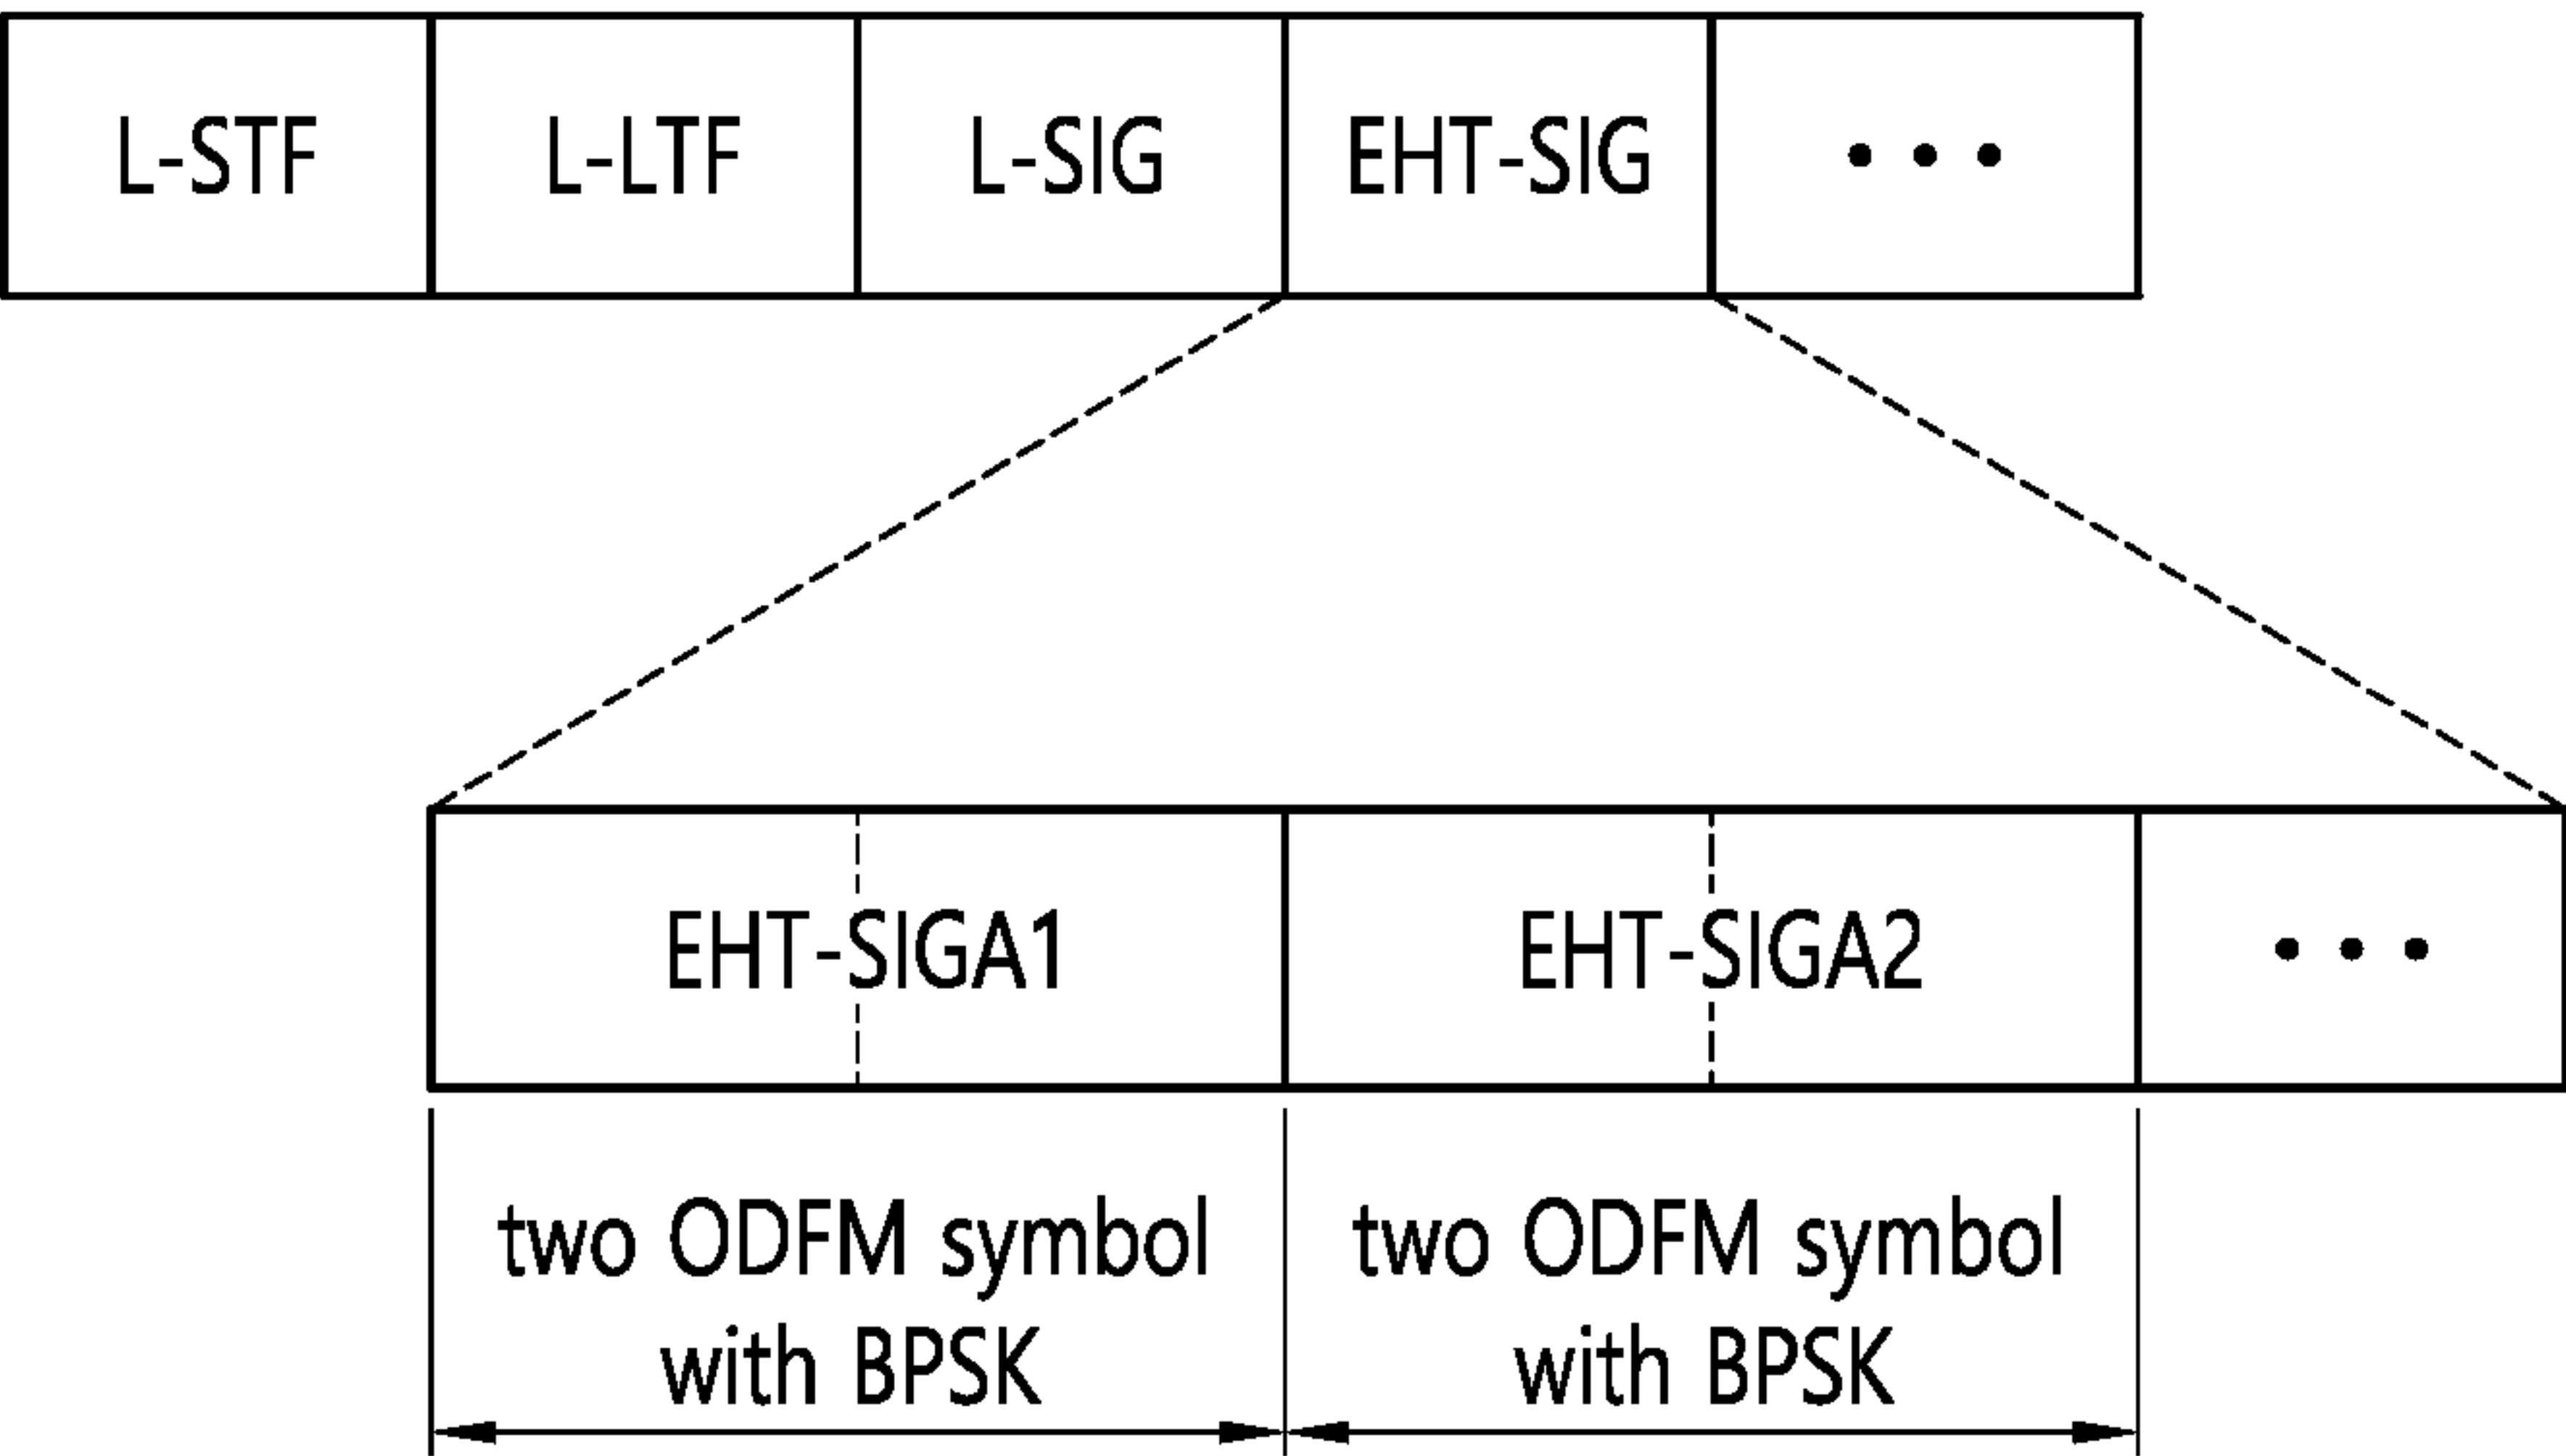 L-STF L-LTF L-SIG EHT-SIG • • •
EHT-SIGA1 EHT-SIGA2 • • •
two ODFM symbol two ODFM symbol
with BPSK with BPSK